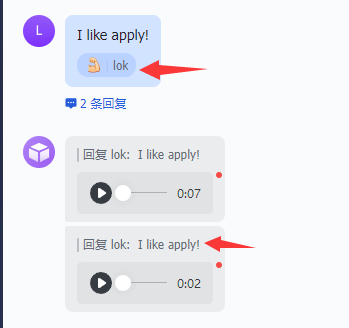 L
I like apply!
lok
2 条回复
回复 lok: I like apply!
0:07
回复 lok: I like apply!
0:02